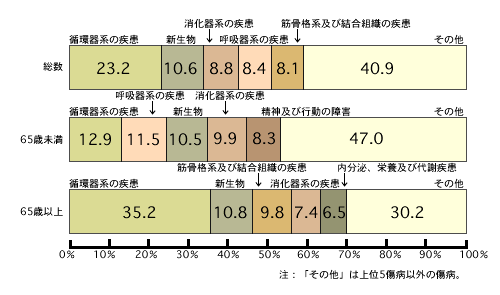 消化器系の疾患 筋骨格系及び結合組織の疾患
循環器系の疾患 新生物 呼吸器系の疾患 その他
総数 23.2 10.6 8.8 8.4 8.1 40.9
呼吸器系の疾患 消化器系の疾患
循環器系の疾患 新生物 精神及び行動の障害 その他
65歳未満 12.9 11.5 10.5 9.9 8.3 47.0
筋骨格系及び結合組織の疾患 内分泌、栄養及び代謝疾患
循環器系の疾患 新生物 消化器系の疾患 その他
65歳以上 35.2 10.8 9.8 7.4 6.5 30.2
0% 10% 20% 30% 40% 50% 60% 70% 80% 90% 100%
注：「その他」は上位5傷病以外の傷病。